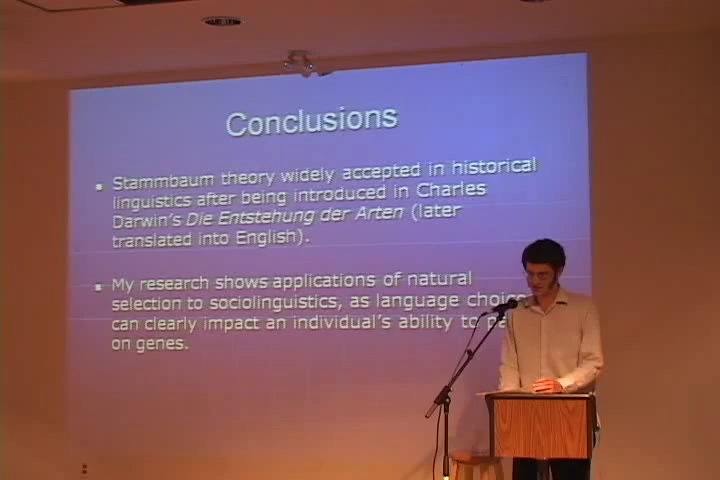 Conclusions
Stammbaum theory widely accepted in historical
linguistics after being introduced in Charles
Darwin's Die Entstehung der Arten (later
translated into English).
My research shows applications of natural
selection to sociolinguistics, as language
can clearly impact an individual's ability to
on genes.